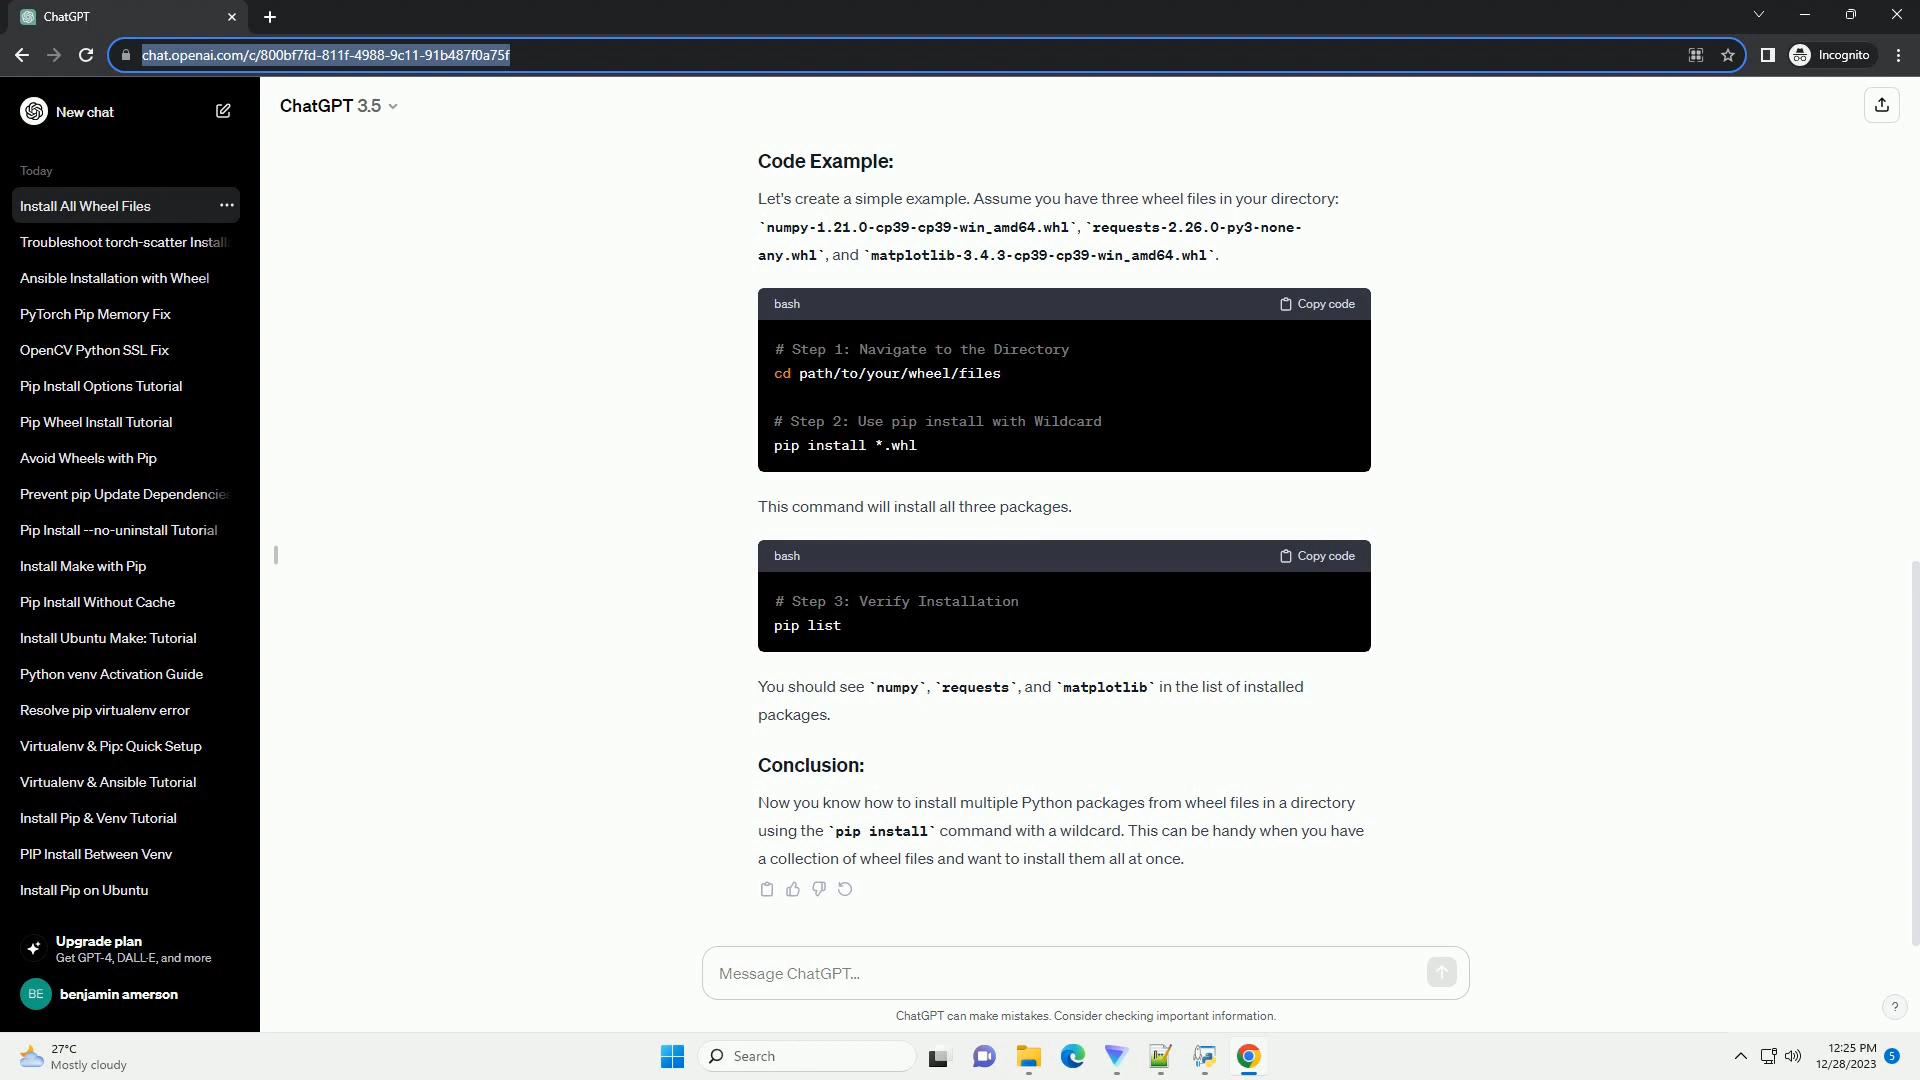 ChatGPT
chat.openai.com/c/800bf7fd-811f-4988-9c11-91b487f0a75f
Incognito
New chat
Today
Install All Wheel Files
Troubleshoot torch-scatter Install
Ansible Installation with Wheel
PyTorch Pip Memory Fix
OpenCV Python SSL Fix
Pip Install Options Tutorial
Pip Wheel Install Tutorial
Avoid Wheels with Pip
Prevent pip Update Dependencies
Pip Install --no-uninstall Tutorial
Install Make with Pip
Pip Install Without Cache
Install Ubuntu Make: Tutorial
Python venv Activation Guide
Resolve pip virtualenv error
Virtualenv & Pip: Quick Setup
Virtualenv & Ansible Tutorial
Install Pip & Venv Tutorial
PIP Install Between Venv
Install Pip on Ubuntu
Upgrade plan
Get GPT-4, DALL·E, and more
BE
benjamin amerson
ChatGPT 3.5
Code Example:
Let's create a simple example. Assume you have three wheel files in your directory:
`numpy-1.21.0-cp39-cp39-win_amd64.whl`, `requests-2.26.0-py3-none-
any.whl`, and `matplotlib-3.4.3-cp39-cp39-win_amd64.whl`.
bash
Copy code
# Step 1: Navigate to the Directory
cd path/to/your/wheel/files
# Step 2: Use pip install with Wildcard
pip install *.whl
This command will install all three packages.
bash
Copy code
# Step 3: Verify Installation
pip list
You should see `numpy`, `requests`, and `matplotlib` in the list of installed
packages.
Conclusion:
Now you know how to install multiple Python packages from wheel files in a directory
using the `pip install` command with a wildcard. This can be handy when you have
a collection of wheel files and want to install them all at once.
Message ChatGPT...
ChatGPT can make mistakes. Consider checking important information.
?
27°C
Mostly cloudy
Search
12:25 PM
12/28/2023
5